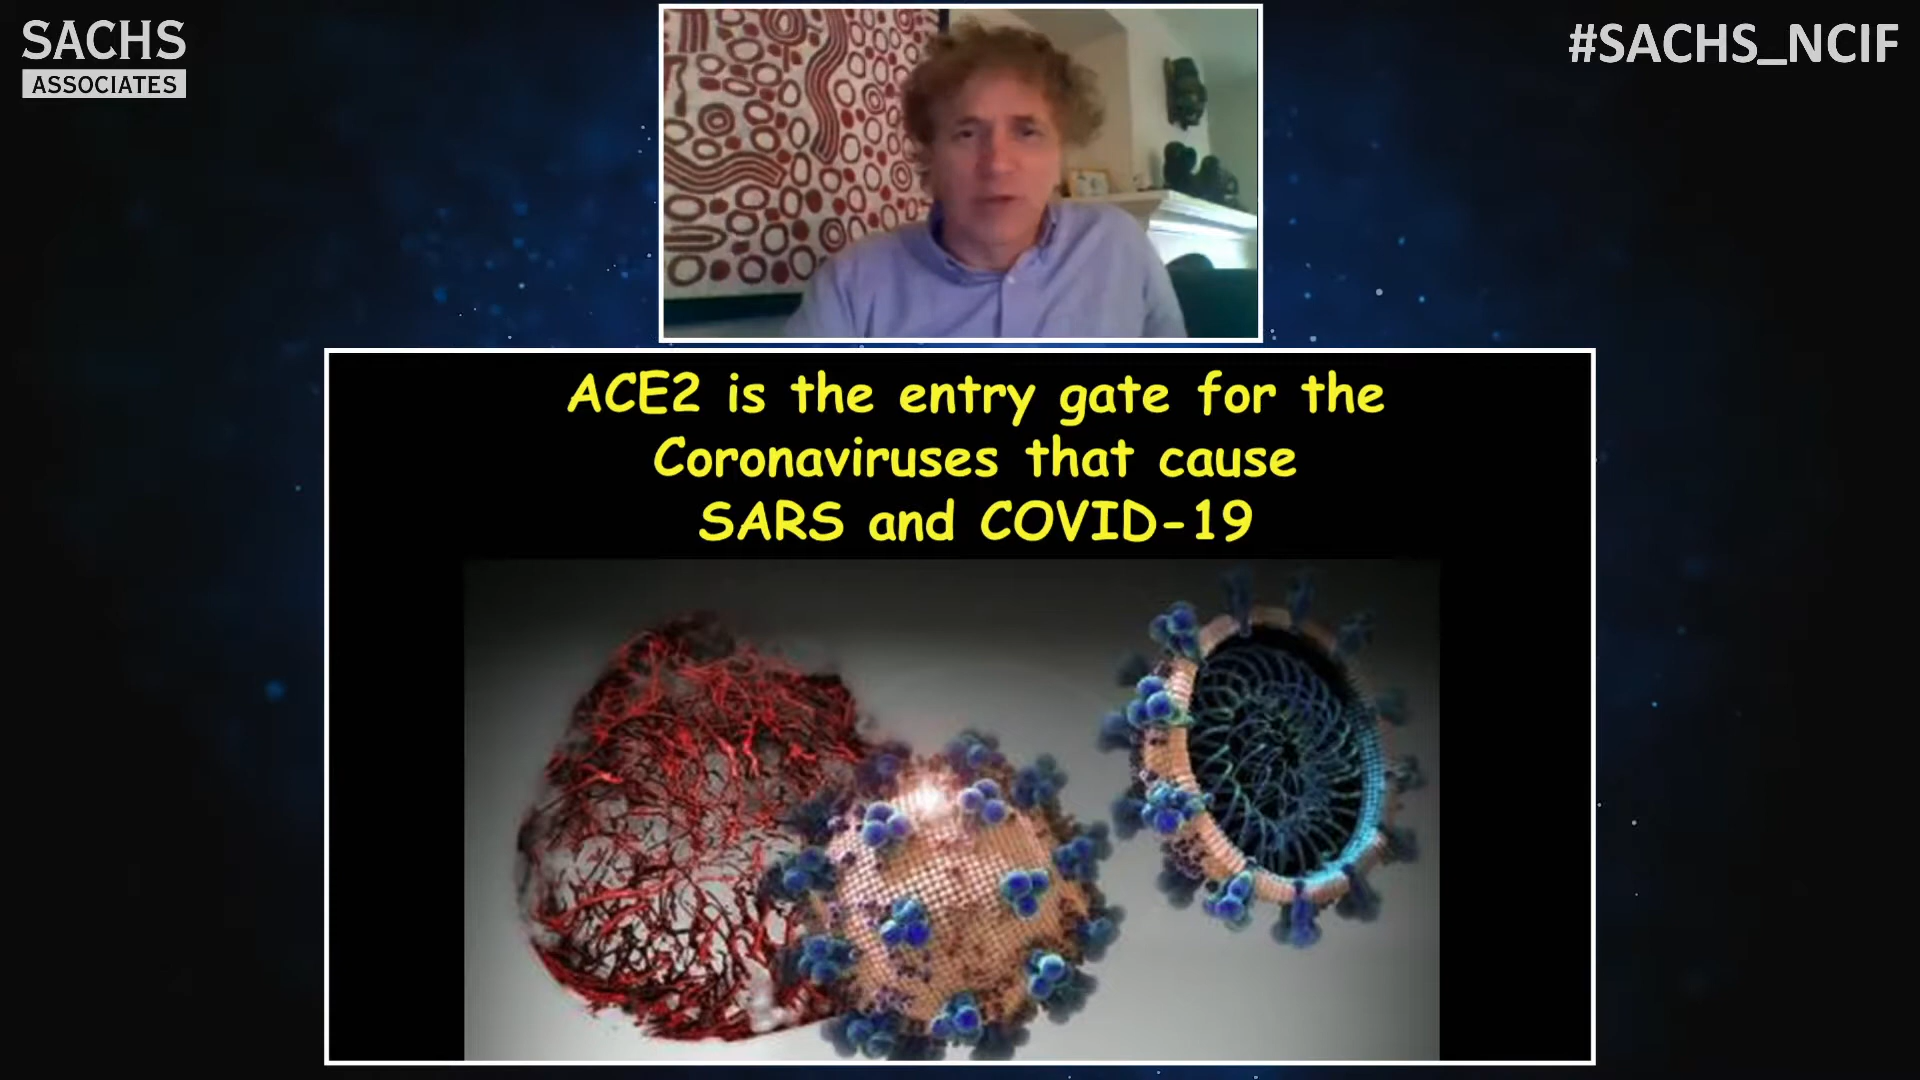 SACHS
ASSOCIATES
#SACHS_NCIF
ACE2 is the entry gate for the
Coronaviruses that cause
SARS and COVID-19